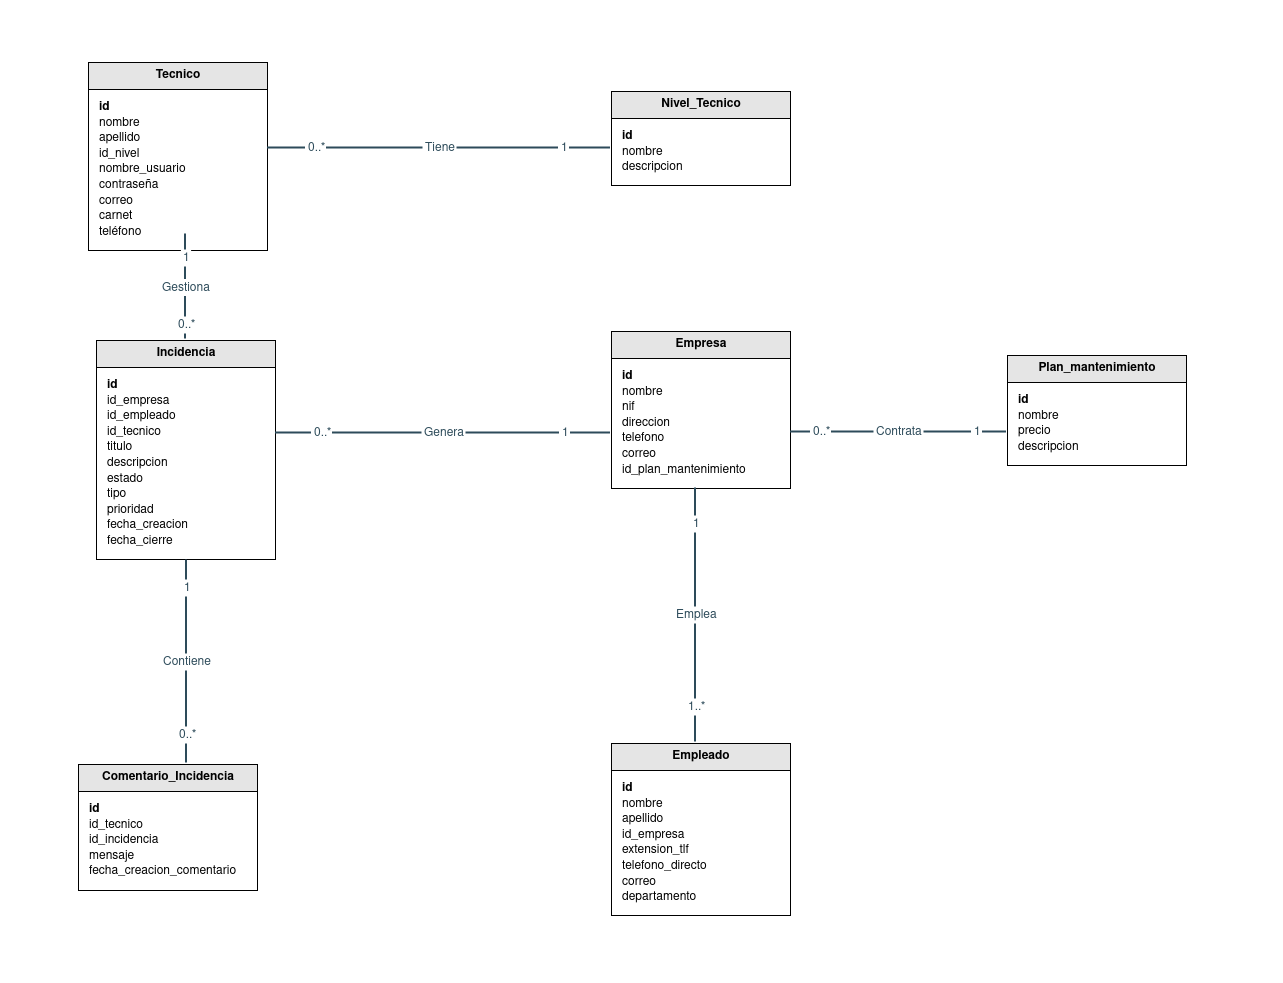 Tecnico
id
nombre
apellido
id_nivel
nombre_usuario
contraseña
correo
carnet
teléfono
0..*
Tiene
1
Nivel_Tecnico
id
nombre
descripcion
1
Gestiona
0..*
Incidencia
id
id_empresa
id_empleado
id_tecnico
titulo
descripcion
estado
tipo
prioridad
fecha_creacion
fecha_cierre
0..*
Genera
1
Empresa
id
nombre
nif
direccion
telefono
correo
id_plan_mantenimiento
0..*
Contrata
1
Plan_mantenimiento
id
nombre
precio
descripcion
1
Contiene
0..*
Comentario_Incidencia
id
id_tecnico
id_incidencia
mensaje
fecha_creacion_comentario
1
Emplea
1..*
Empleado
id
nombre
apellido
id_empresa
extension_tlf
telefono_directo
correo
departamento